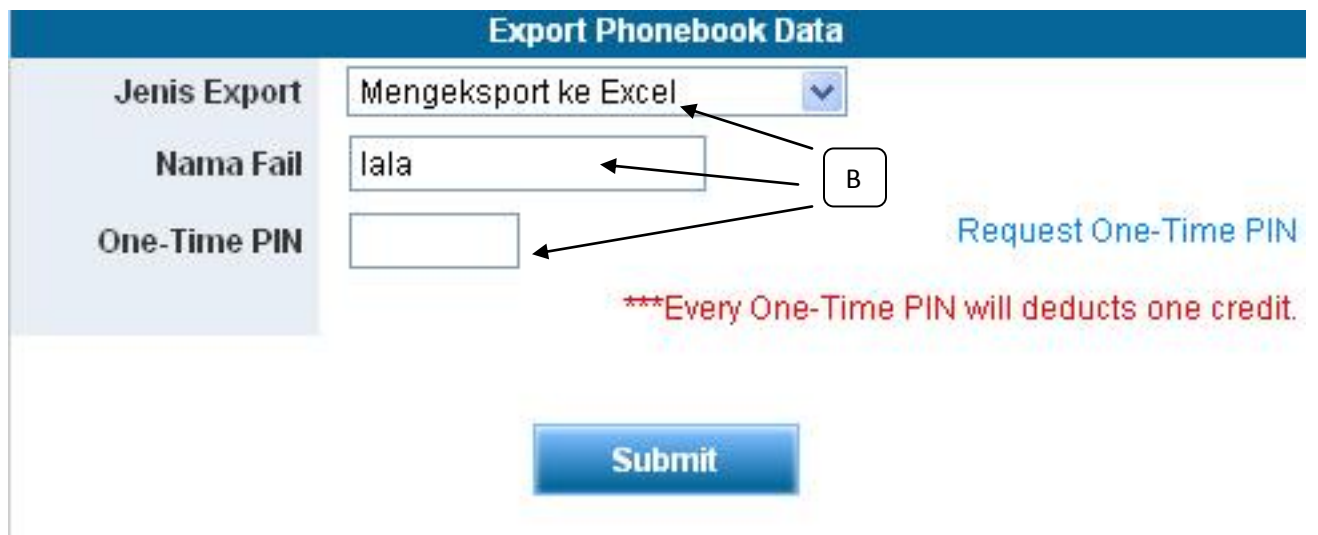 Export Phonebook Data
Jenis Export Mengeksport ke Excel
Nama Fail lala
B
One-Time PIN Request One-Time PIN
***Every One-Time PIN will deducts one credit.
Submit